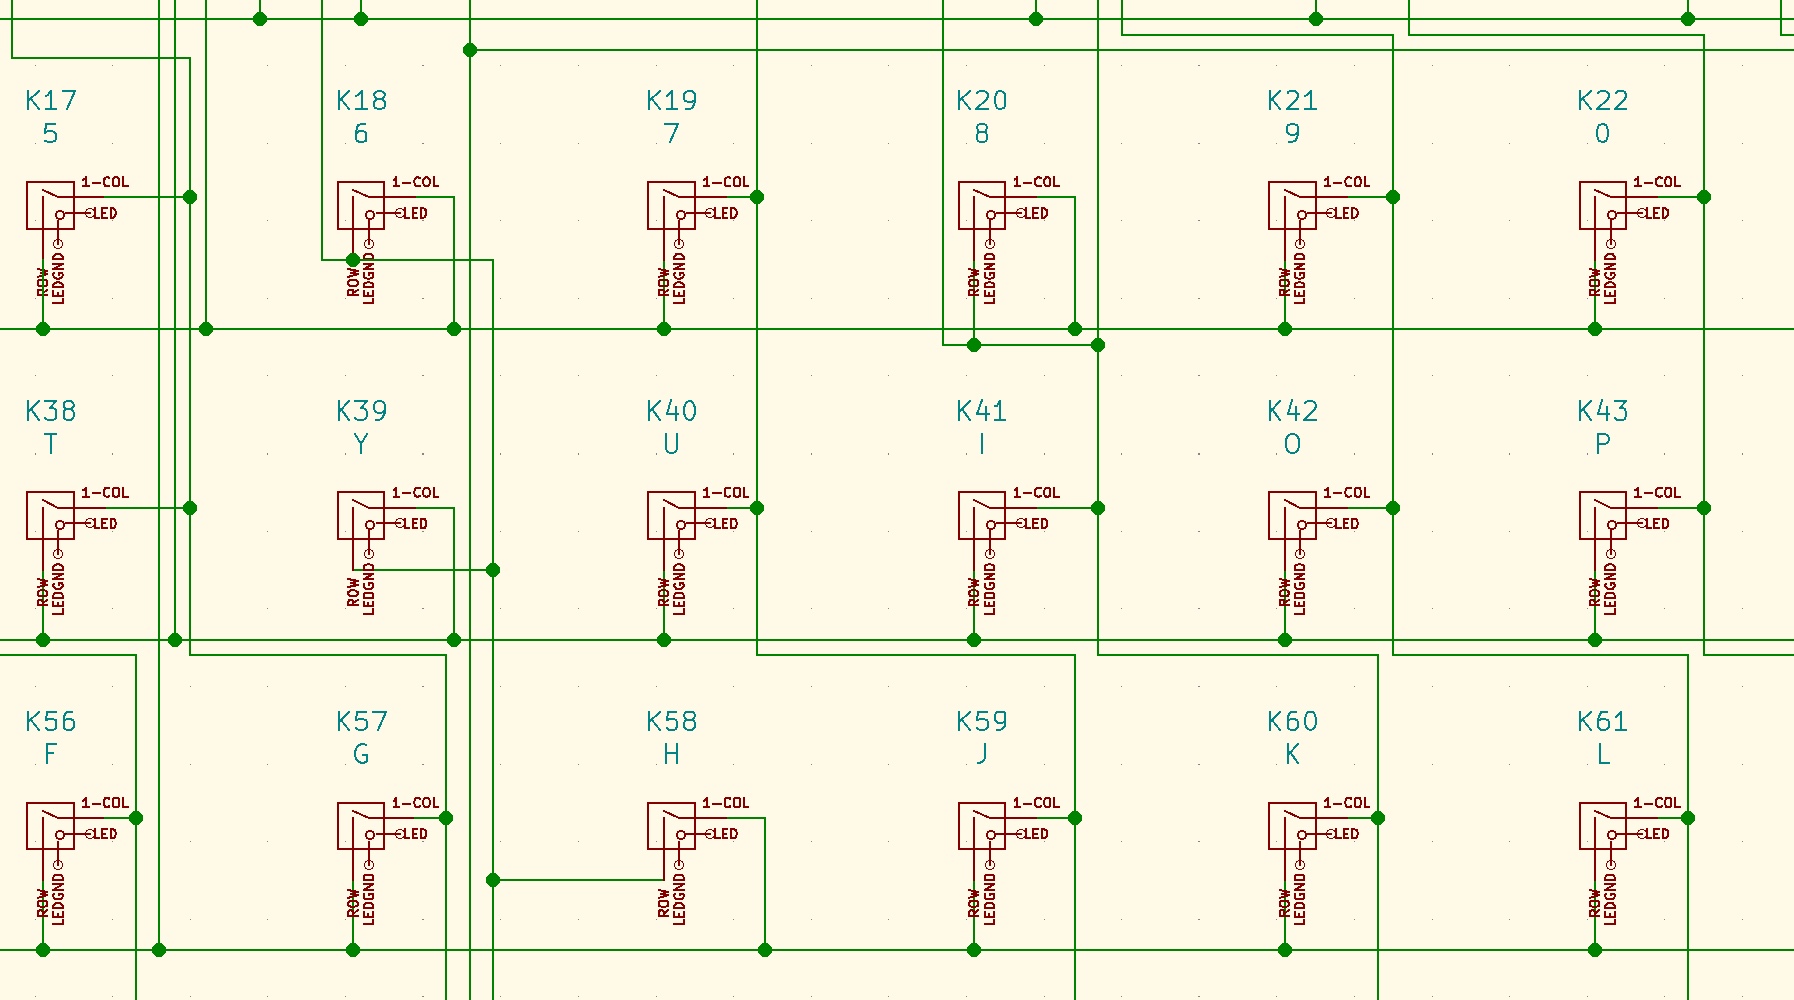 K17 K18 K19 K20 K21 K22
5 6 7 8 9 0
1-COL 1-COL 1-COL 1-COL 1-COL 1-COL
LED LED LED LED LED LED
ROW LEDGND ROW LEDGND ROW LEDGND ROW LEDGND ROW LEDGND ROW LEDGND
K38 K39 K40 K41 K42 K43
T Y U I O P
1-COL 1-COL 1-COL 1-COL 1-COL 1-COL
LED LED LED LED LED LED
ROW LEDGND ROW LEDGND ROW LEDGND ROW LEDGND ROW LEDGND ROW LEDGND
K56 K57 K58 K59 K60 K61
F G H J K L
1-COL 1-COL 1-COL 1-COL 1-COL 1-COL
LED LED LED LED LED LED
ROW LEDGND ROW LEDGND ROW LEDGND ROW LEDGND ROW LEDGND ROW LEDGND